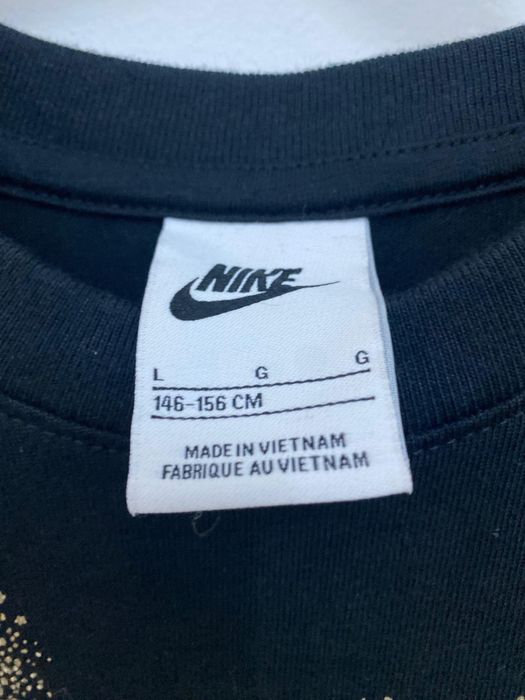 NIKE
L G G
146-156 CM
MADE IN VIETNAM
FABRIQUE AU VIETNAM